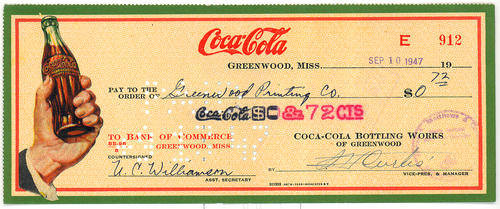 Coca-Cola
E 912
GREENWOOD, MISS. SEP 10 1947 19
PAY TO THE ORDER OF Greenwood Printing Co. $0 72
Coca-Cola $0 & 72 CTS
TO BANK OF COMMERCE
GREENWOOD, MISS.
COCA-COLA BOTTLING WORKS
OF GREENWOOD
COUNTERSIGNED
U. C. Williamson
ASST. SECRETARY
BY
VICE-PRES. & MANAGER